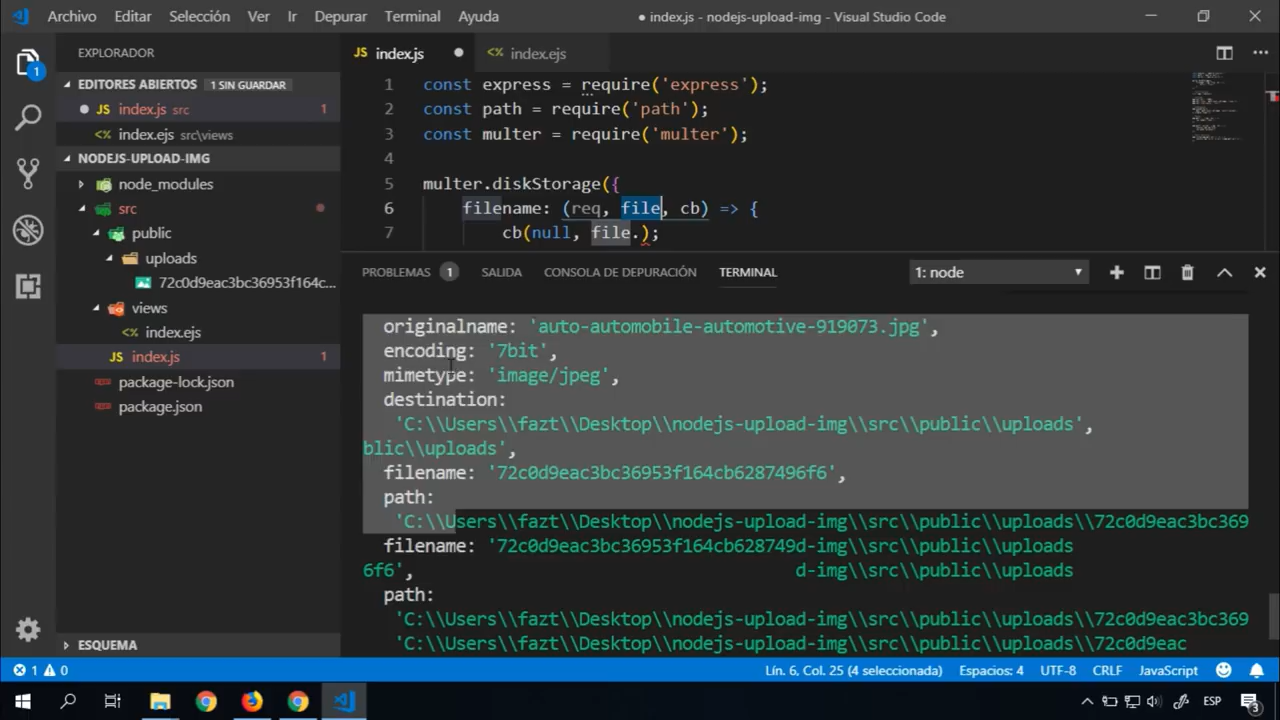 Archivo Editar Selección Ver Ir Depurar Terminal Ayuda ● index.js - nodejs-upload-img - Visual Studio Code
EXPLORADOR
JS index.js ●
<% index.ejs
EDITORES ABIERTOS 1 SIN GUARDAR
● JS index.js src 1
<% index.ejs src\views
NODEJS-UPLOAD-IMG
node_modules
src
public
uploads
72c0d9eac3bc36953f164c...
views
<% index.ejs
JS index.js 1
package-lock.json
package.json
ESQUEMA
1
1 const express = require('express');
2 const path = require('path');
3 const multer = require('multer');
4
5 multer.diskStorage({
6 filename: (req, file, cb) => {
7 cb(null, file.);
PROBLEMAS 1 SALIDA CONSOLA DE DEPURACIÓN TERMINAL 1: node
originalname: 'auto-automobile-automotive-919073.jpg',
encoding: '7bit',
mimetype: 'image/jpeg',
destination:
'C:\\Users\\fazt\\Desktop\\nodejs-upload-img\\src\\public\\uploads',
blic\\uploads',
filename: '72c0d9eac3bc36953f164cb6287496f6',
path:
'C:\\Users\\fazt\\Desktop\\nodejs-upload-img\\src\\public\\uploads\\72c0d9eac3bc369
filename: '72c0d9eac3bc36953f164cb628749d-img\\src\\public\\uploads
6f6', d-img\\src\\public\\uploads
path:
'C:\\Users\\fazt\\Desktop\\nodejs-upload-img\\src\\public\\uploads\\72c0d9eac3bc369
'C:\\Users\\fazt\\Desktop\\nodejs-upload-img\\src\\public\\uploads\\72c0d9eac
1 0 Lín. 6, Col. 25 (4 seleccionada) Espacios: 4 UTF-8 CRLF JavaScript
ESP 3